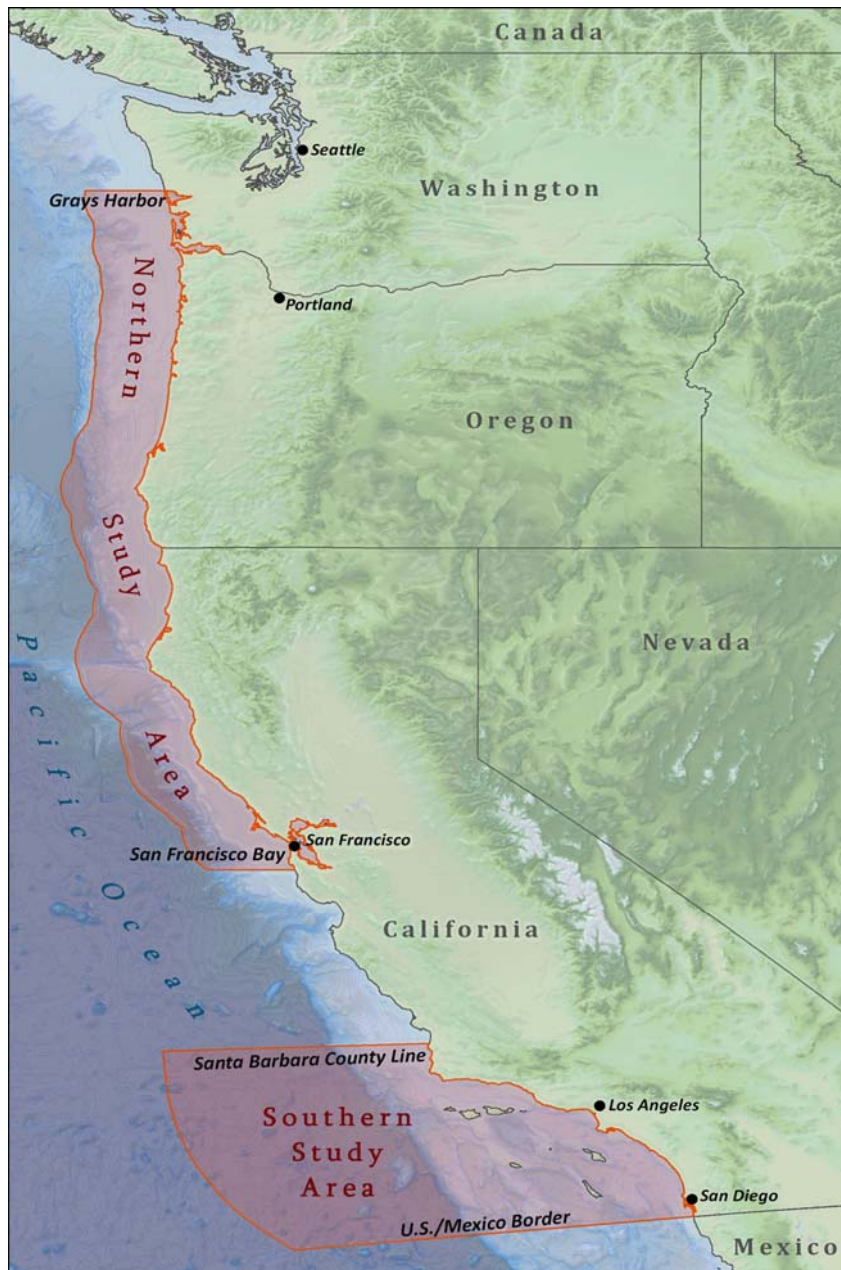 Canada
Seattle
Washington
Grays Harbor
Northern
Portland
Oregon
Study
Nevada
Pacific Ocean
Area
San Francisco
San Francisco Bay
California
Santa Barbara County Line
Los Angeles
Southern
Study
Area
San Diego
U.S./Mexico Border
Mexico